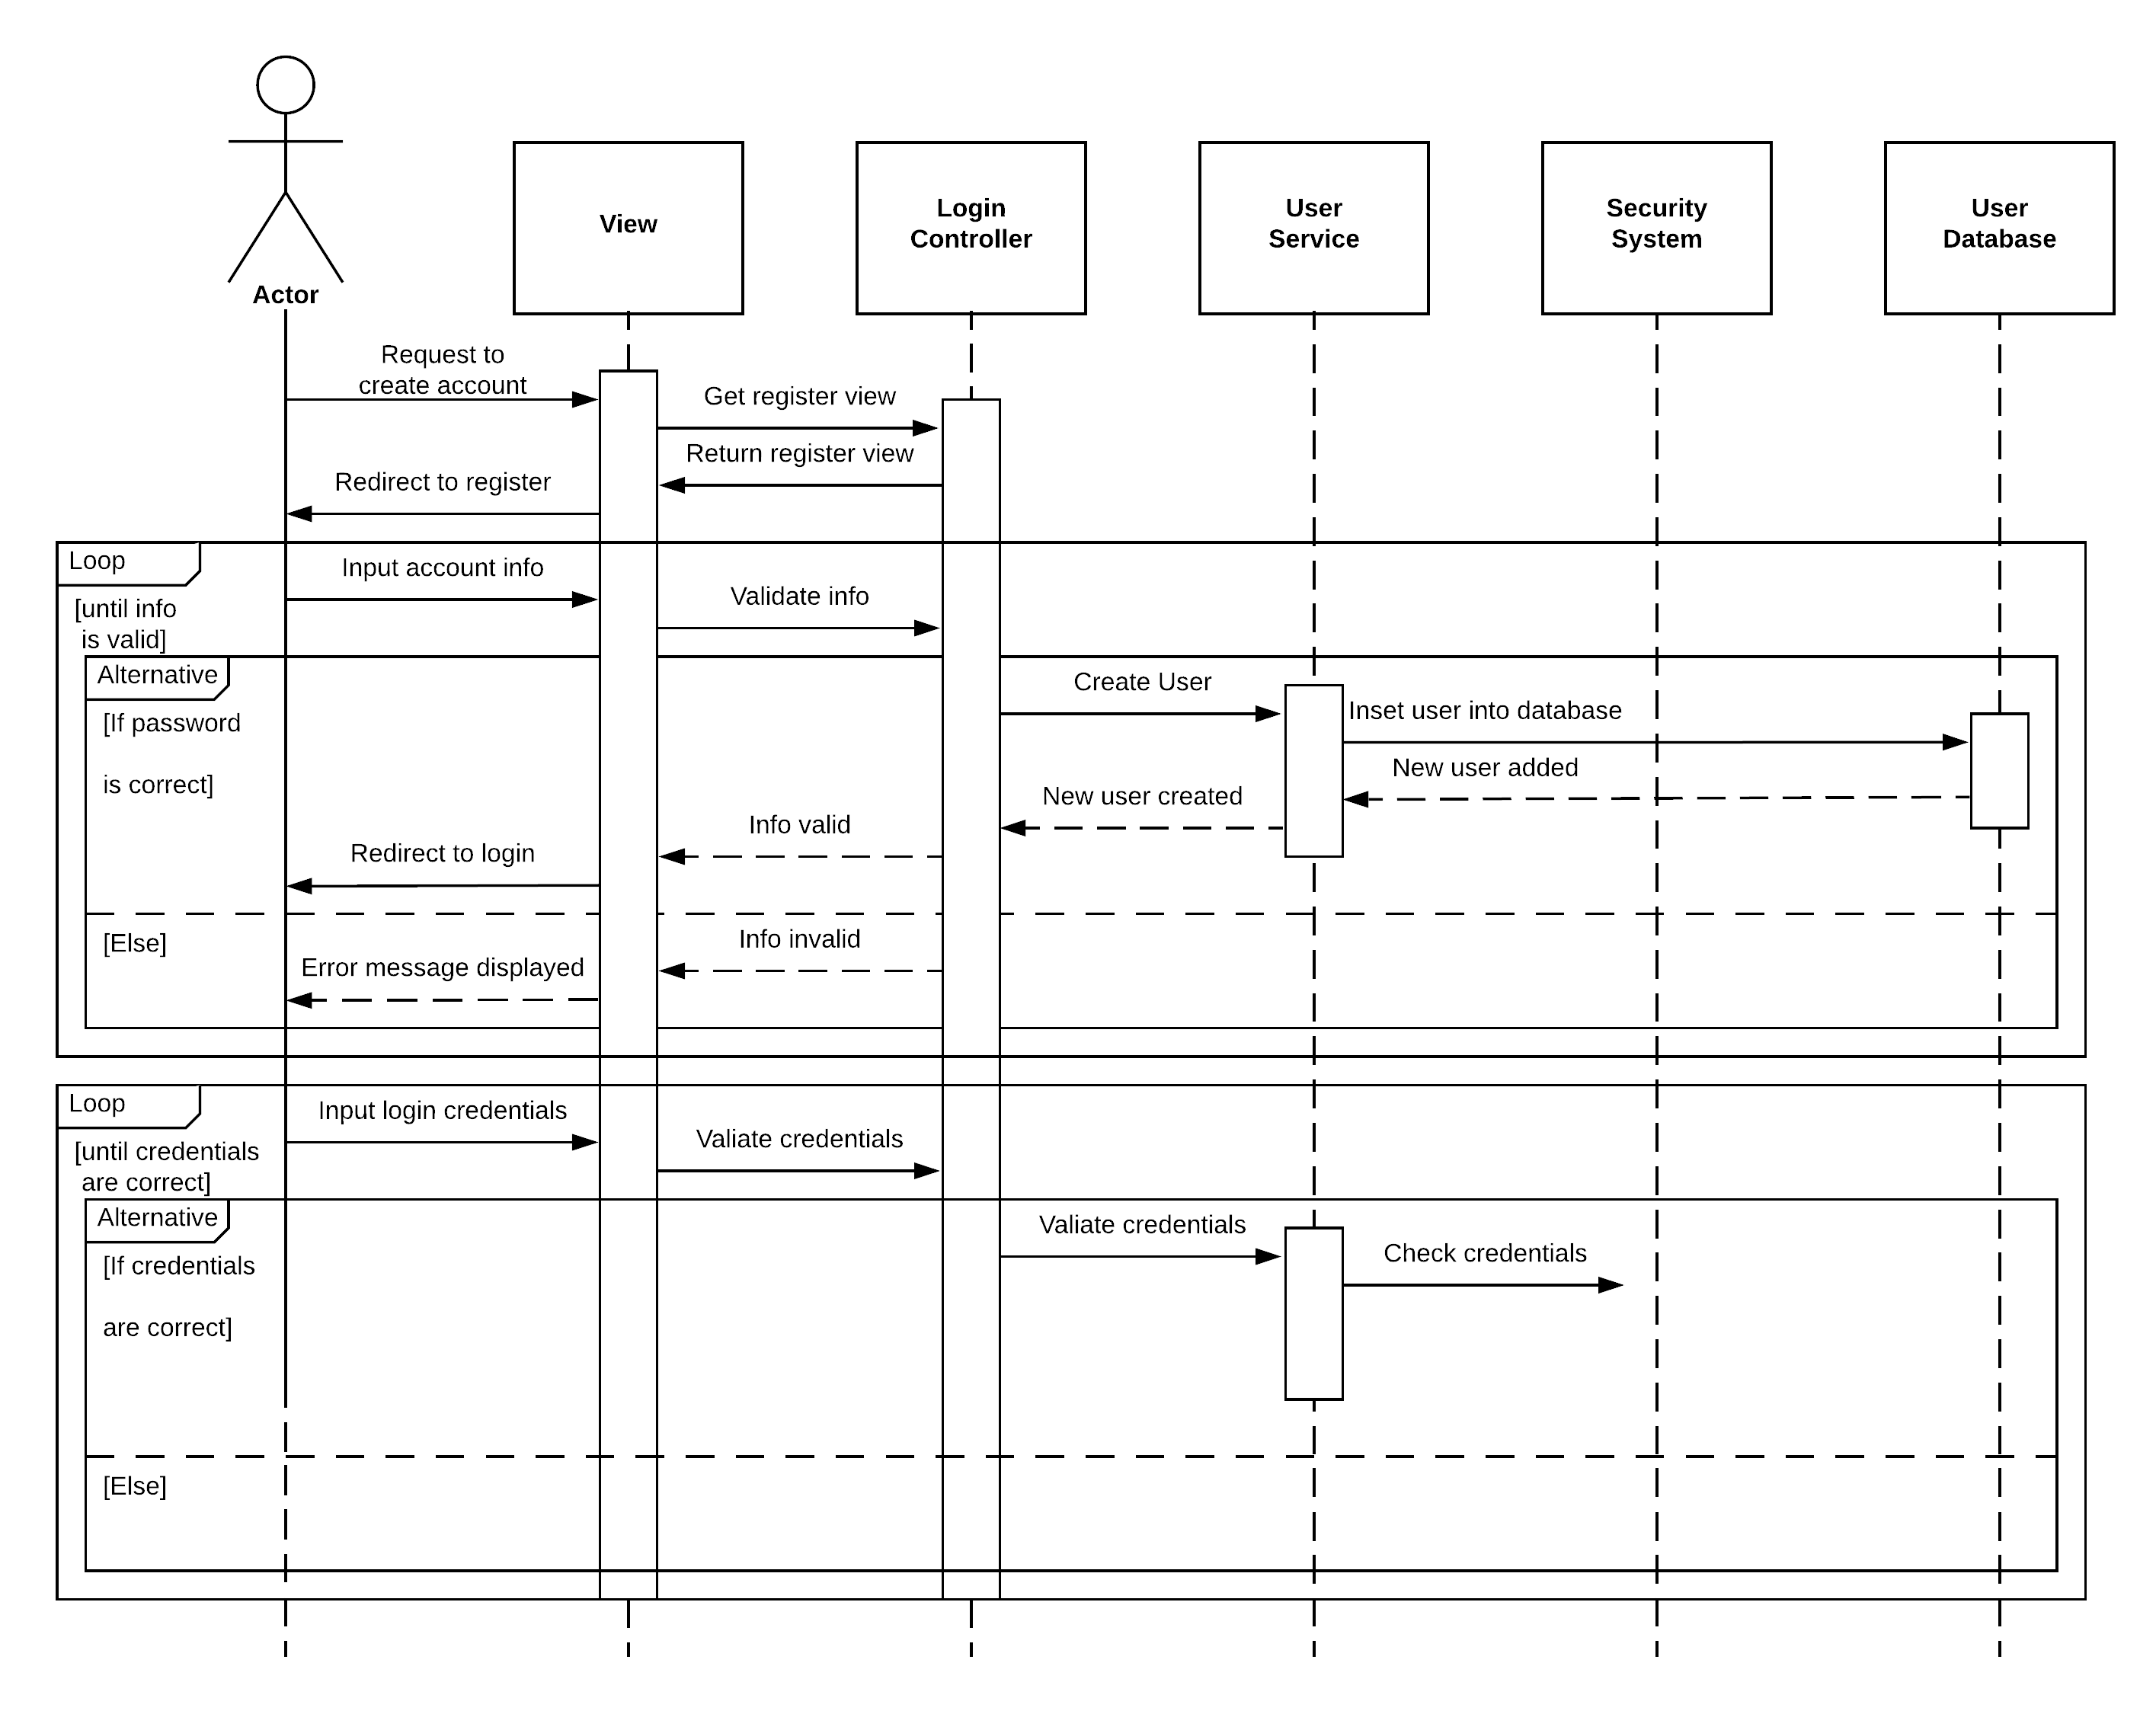 Actor
View
Login
Controller
User
Service
Security
System
User
Database
Request to
create account
Get register view
Return register view
Redirect to register
Loop
[until info
is valid]
Input account info
Validate info
Alternative
[If password
is correct]
Create User
Inset user into database
New user added
New user created
Info valid
Redirect to login
[Else]
Info invalid
Error message displayed
Loop
[until credentials
are correct]
Input login credentials
Valiate credentials
Alternative
[If credentials
are correct]
Valiate credentials
Check credentials
[Else]